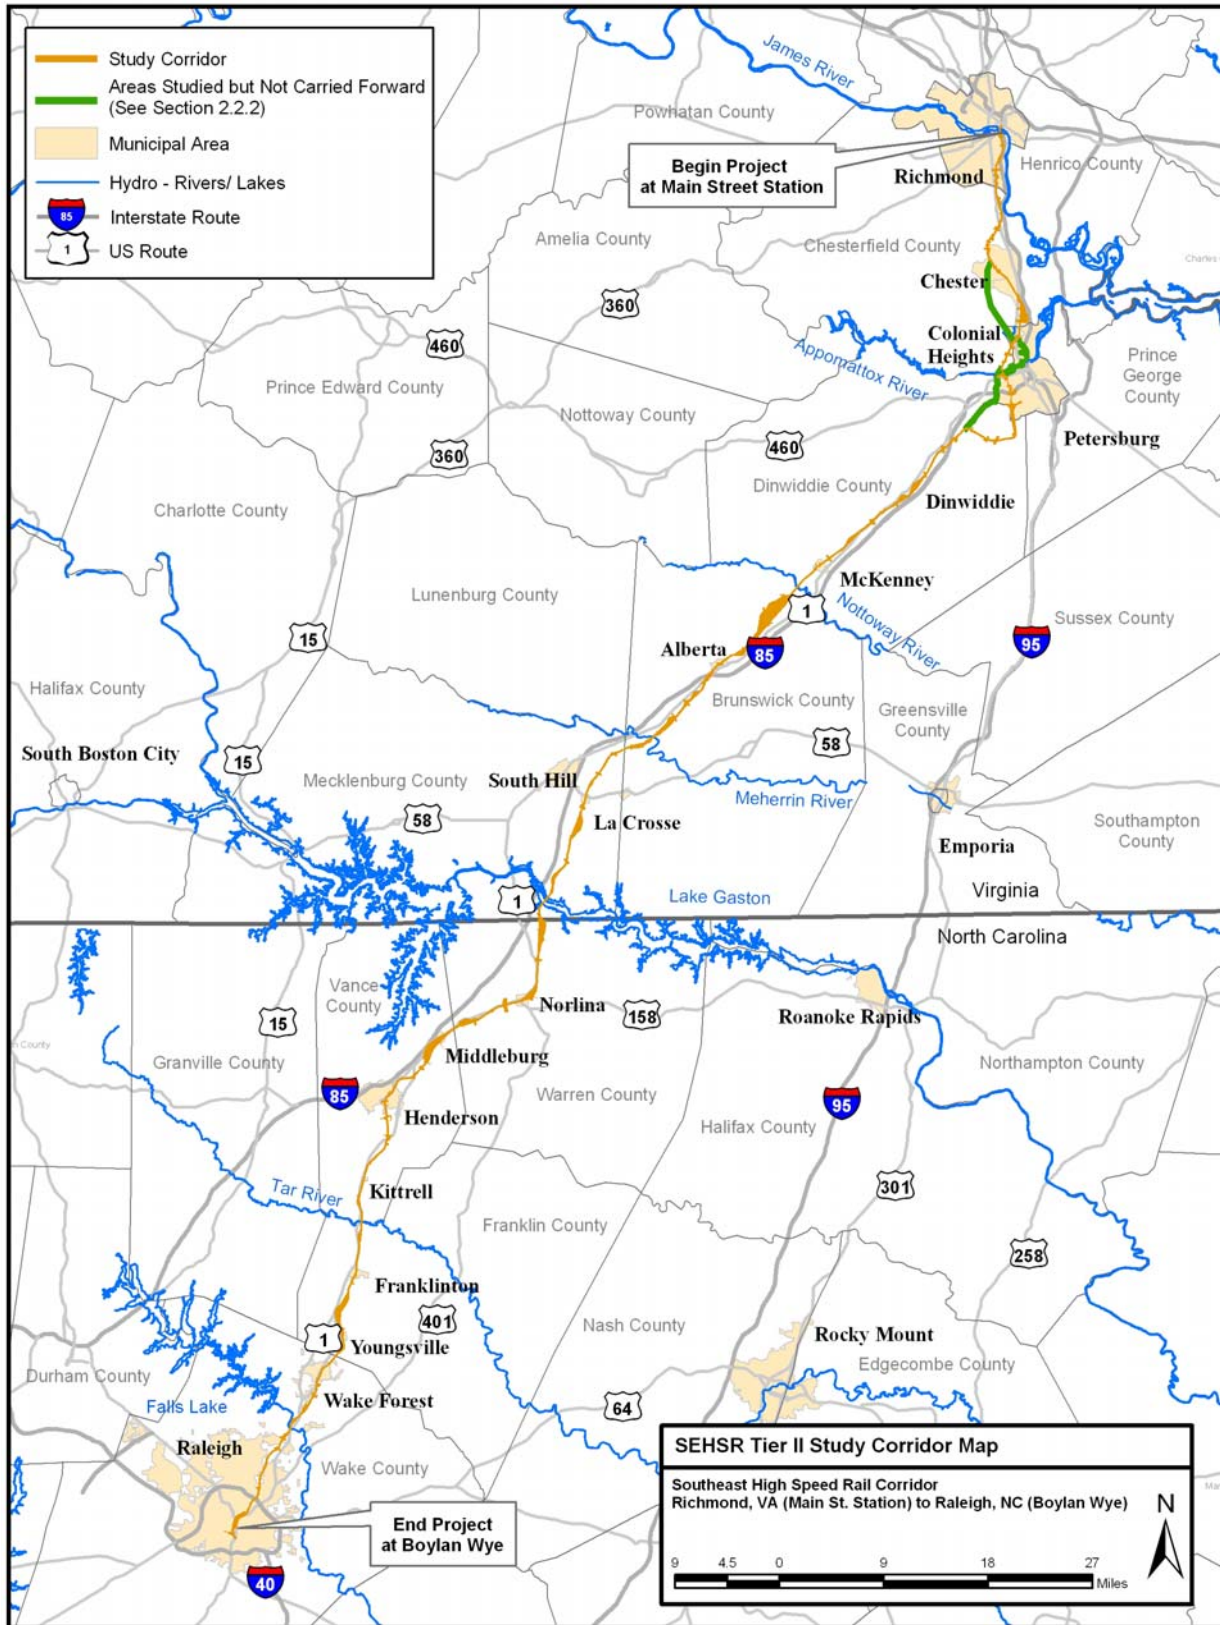 Study Corridor
Areas Studied but Not Carried Forward
(See Section 2.2.2)
Municipal Area
Hydro - Rivers/ Lakes
85
Interstate Route
1
US Route
James River
Powhatan County
Begin Project
at Main Street Station
Henrico County
Richmond
Amelia County
Chesterfield County
Chester
360
Colonial
Heights
460
Appomattox River
Prince
George
County
Prince Edward County
Nottoway County
360
460
Petersburg
Dinwiddie County
Dinwiddie
Charlotte County
McKenney
Lunenburg County
1
Nottoway River
Sussex County
15
95
Alberta
85
Halifax County
Brunswick County
Greensville
County
58
South Boston City
15
Mecklenburg County
South Hill
Meherrin River
58
La Crosse
Southampton
County
Emporia
Virginia
1
Lake Gaston
North Carolina
Vance
County
Norlina
158
Roanoke Rapids
15
Middleburg
Granville County
Northampton County
85
Warren County
95
Henderson
Halifax County
Tar River
Kittrell
301
Franklin County
258
Franklinton
401
Nash County
Rocky Mount
1
Youngsville
Edgecombe County
Durham County
Wake Forest
Falls Lake
64
Raleigh
Wake County
SEHSR Tier II Study Corridor Map
Southeast High Speed Rail Corridor
Richmond, VA (Main St. Station) to Raleigh, NC (Boylan Wye)
N
End Project
at Boylan Wye
9 4.5 0 9 18 27
Miles
40